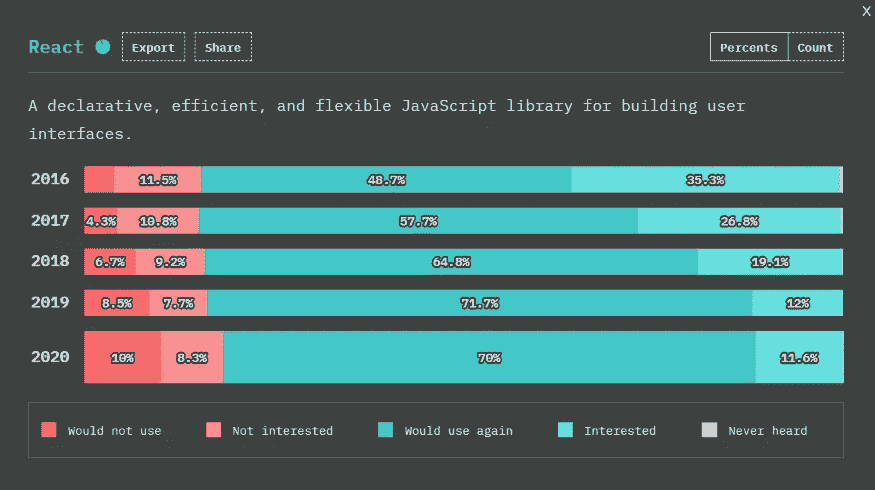 X
React Export Share Percents Count
A declarative, efficient, and flexible JavaScript library for building user
interfaces.
2016 11.5% 48.7% 35.3%
2017 4.3% 10.8% 57.7% 26.8%
2018 6.7% 9.2% 64.8% 19.1%
2019 8.5% 7.7% 71.7% 12%
2020 10% 8.3% 70% 11.6%
Would not use Not interested Would use again Interested Never heard